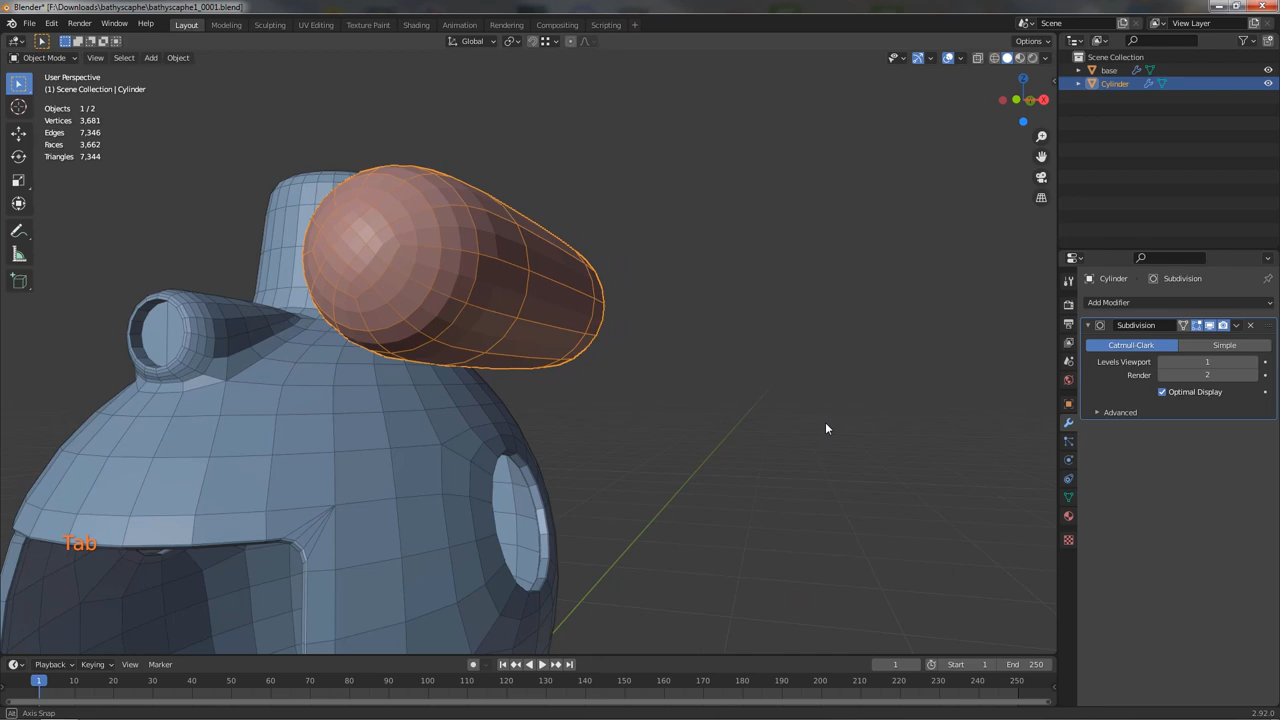 Blender* [F:\Downloads\bathyscaphe\bathyscaphe1_0001.blend]
File Edit Render Window Help Layout Modeling Sculpting UV Editing Texture Paint Shading Animation Rendering Compositing Scripting + Scene View Layer
Global Options
Object Mode View Select Add Object
User Perspective
(1) Scene Collection | Cylinder
Objects 1 / 2
Vertices 3,681
Edges 7,346
Faces 3,662
Triangles 7,344
Z
X
Scene Collection
base
Cylinder
Cylinder > Subdivision
Add Modifier
Subdivision
Catmull-Clark Simple
Levels Viewport 1
Render 2
Optimal Display
Advanced
Tab
Playback Keying View Marker 1 Start 1 End 250
1 10 20 30 40 50 60 70 80 90 100 110 120 130 140 150 160 170 180 190 200 210 220 230 240 250
Axis Snap 2.92.0